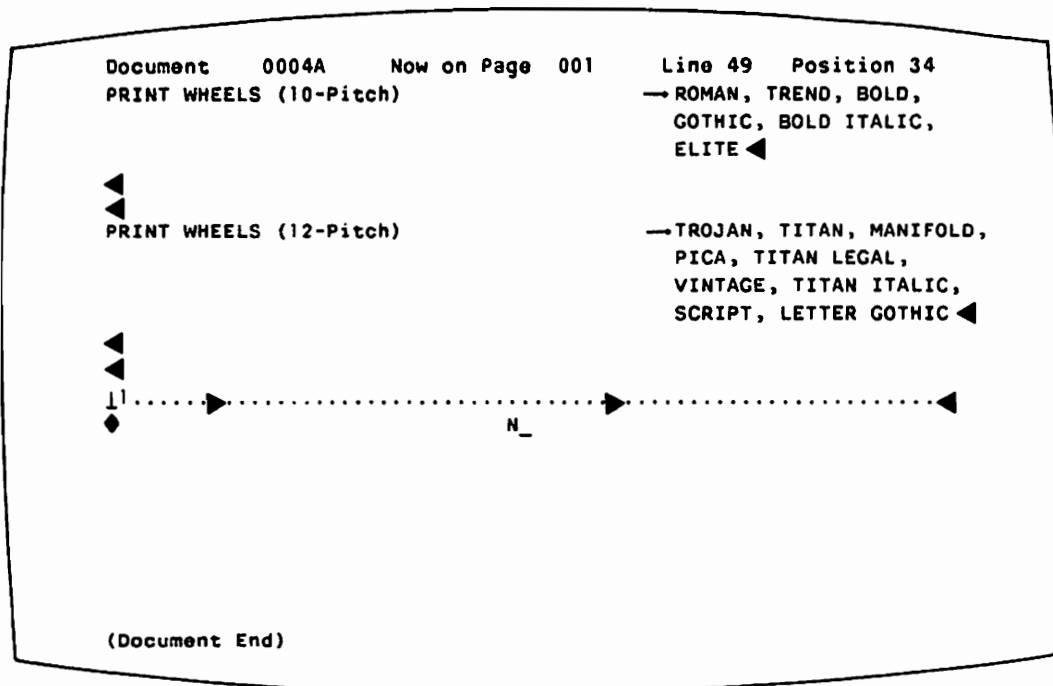 Document 0004A Now on Page 001 Line 49 Position 34
PRINT WHEELS (10-Pitch) →ROMAN, TREND, BOLD,
GOTHIC, BOLD ITALIC,
ELITE◀
◀
◀
PRINT WHEELS (12-Pitch) →TROJAN, TITAN, MANIFOLD,
PICA, TITAN LEGAL,
VINTAGE, TITAN ITALIC,
SCRIPT, LETTER GOTHIC◀
◀
◀
⊥1......▶..................................▶.......................◀
◆ N_
(Document End)